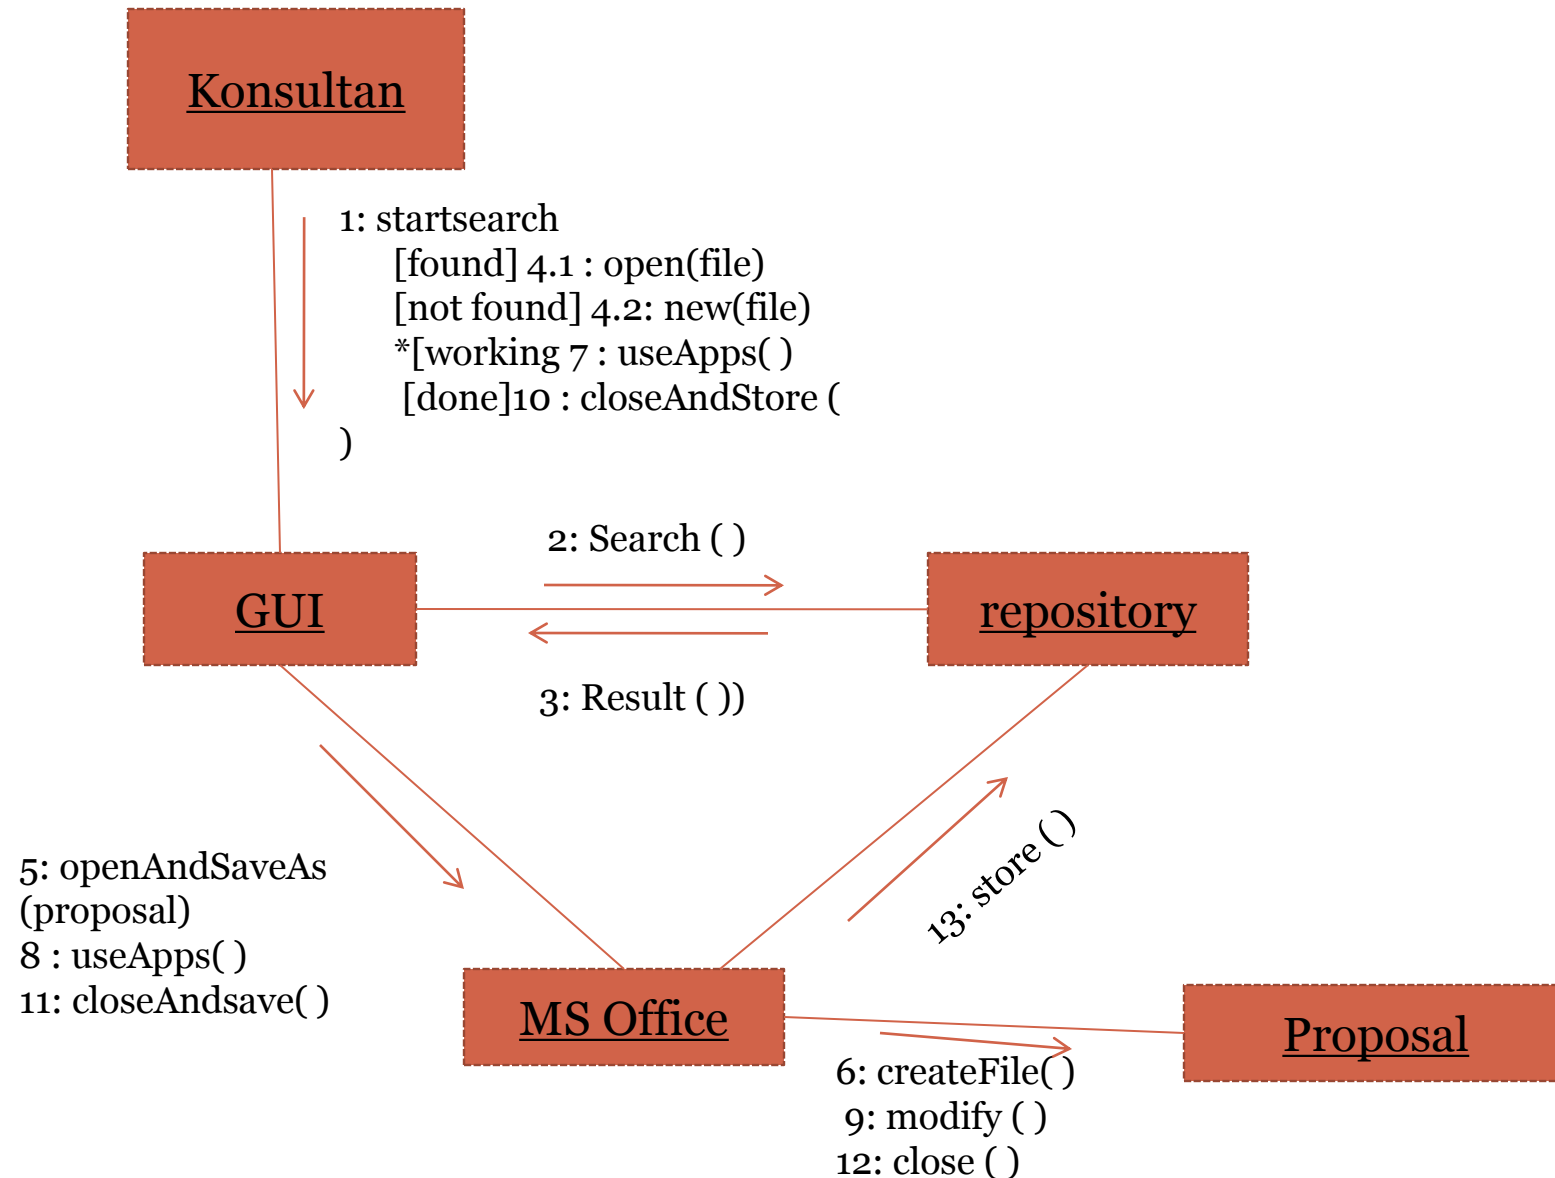 Konsultan
1: startsearch
[found] 4.1 : open(file)
[not found] 4.2: new(file)
*[working 7 : useApps( )
[done]10 : closeAndStore (
)
2: Search ( )
GUI
repository
3: Result ( ))
13: store ( )
5: openAndSaveAs
(proposal)
8 : useApps( )
11: closeAndsave( )
MS Office
Proposal
6: createFile( )
9: modify ( )
12: close ( )